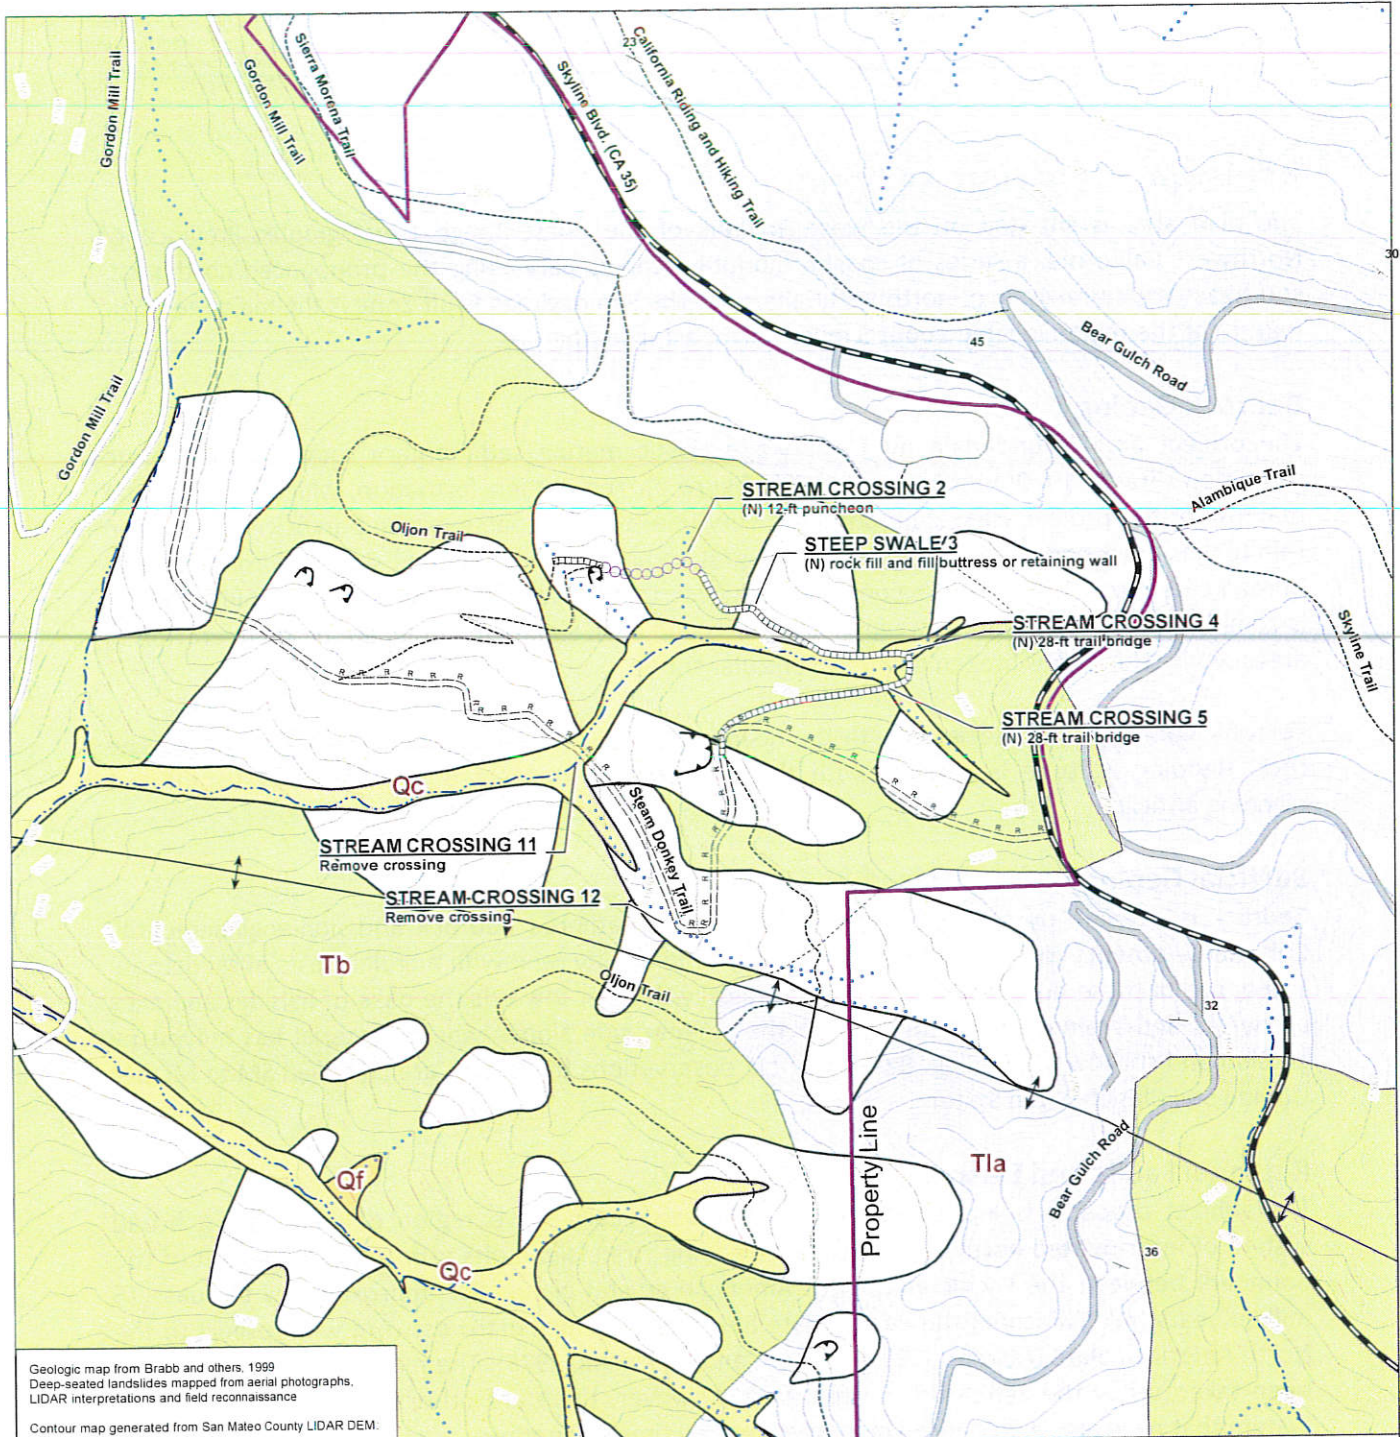 Gordon Mill Trail
Sierra Morena Trail
Gordon Mill Trail
Skyline Blvd. (CA 35)
23
California Riding and Hiking Trail
30
45
Bear Gulch Road
Gordon Mill Trail
Alambique Trail
STREAM CROSSING 2
(N) 12-ft puncheon
Oljon Trail
STEEP SWALE 3
(N) rock fill and fill buttress or retaining wall
STREAM CROSSING 4
(N) 28-ft trail bridge
Skyline Trail
STREAM CROSSING 5
(N) 28-ft trail bridge
Qc
Steam Donkey Trail
STREAM CROSSING 11
Remove crossing
STREAM CROSSING 12
Remove crossing
Tb
Oljon Trail
32
Property Line
Tla
Bear Gulch Road
Qf
36
Qc
Geologic map from Brabb and others, 1999
Deep-seated landslides mapped from aerial photographs,
LIDAR interpretations and field reconnaissance
Contour map generated from San Mateo County LIDAR DEM.